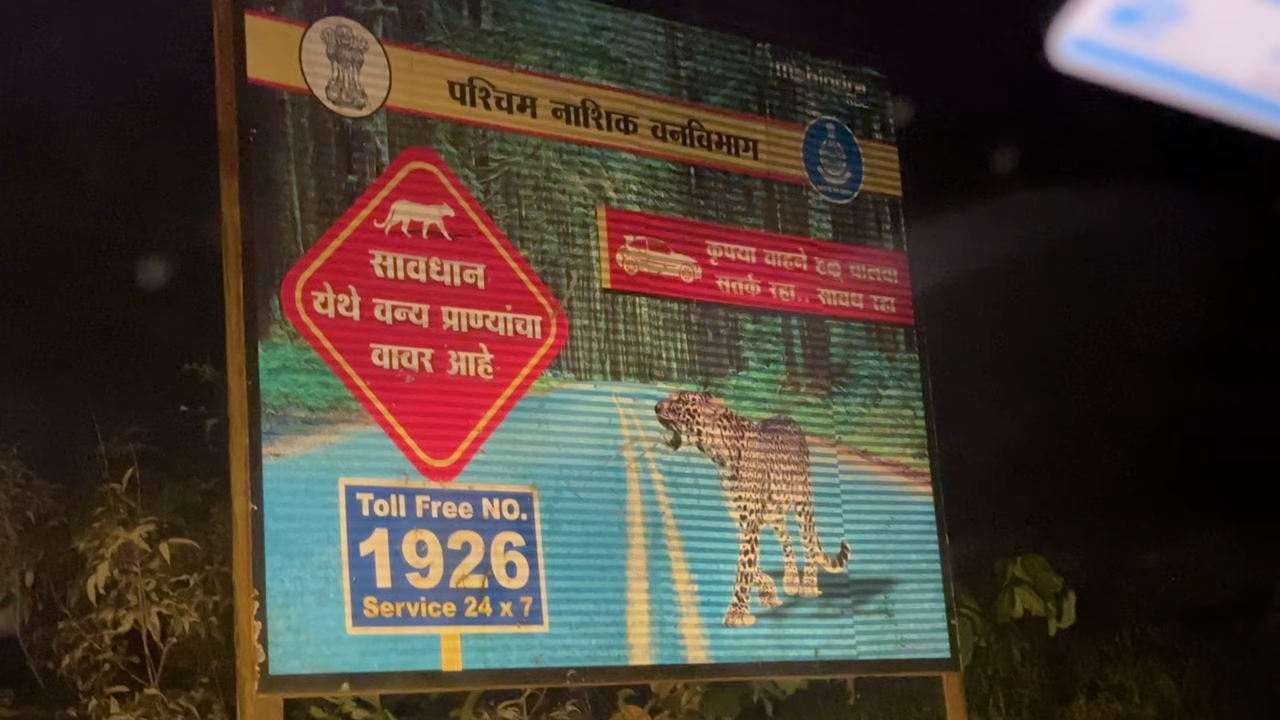 mahindra
पश्चिम नाशिक वनविभाग
सावधान
येथे वन्य प्राण्यांचा
वावर आहे
कृपया वाहने हळू चालवा
सतर्क रहा.. सावध रहा
Toll Free NO.
1926
Service 24 x 7